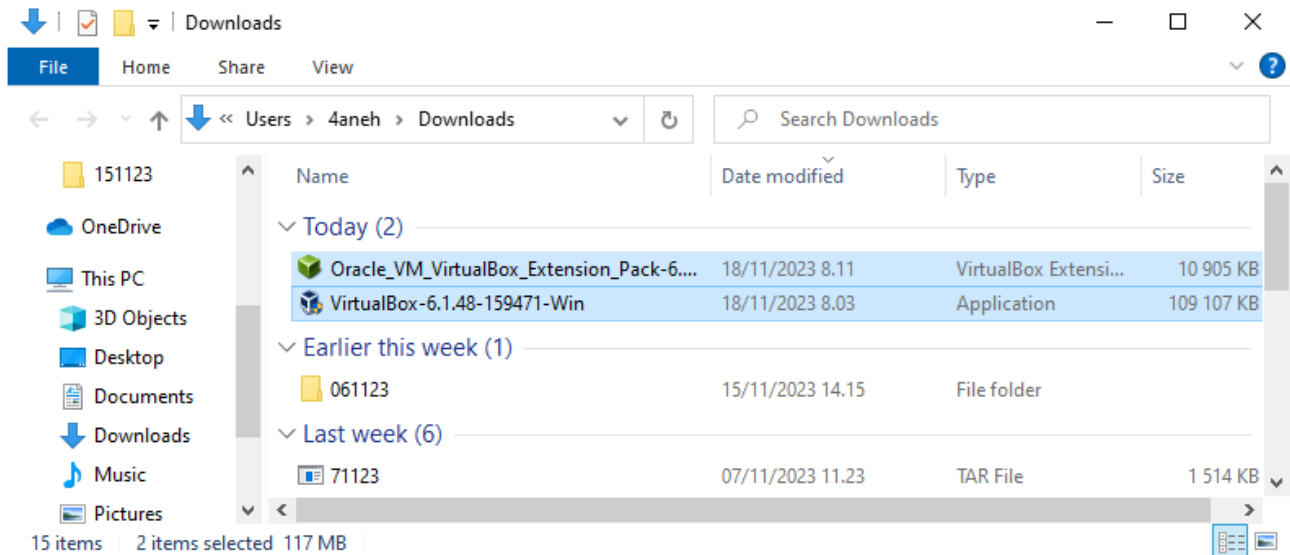 Downloads
File Home Share View
Users Downloads 4aneh
Search Downloads
151123
OneDrive
This PC
3D Objects
Desktop
Documents
Downloads
Music
Pictures
Name Date modified Type Size
Today (2)
Oracle_VM_VirtualBox_Extension_Pack-6.... 18/11/2023 8.11 VirtualBox Extensi... 10 905 KB
VirtualBox-6.1.48-159471-Win 18/11/2023 8.03 Application 109 107 KB
Earlier this week (1)
061123 15/11/2023 14.15 File folder
Last week (6)
71123 07/11/2023 11.23 TAR File 1 514 KB
15 items 2 items selected 117 MB